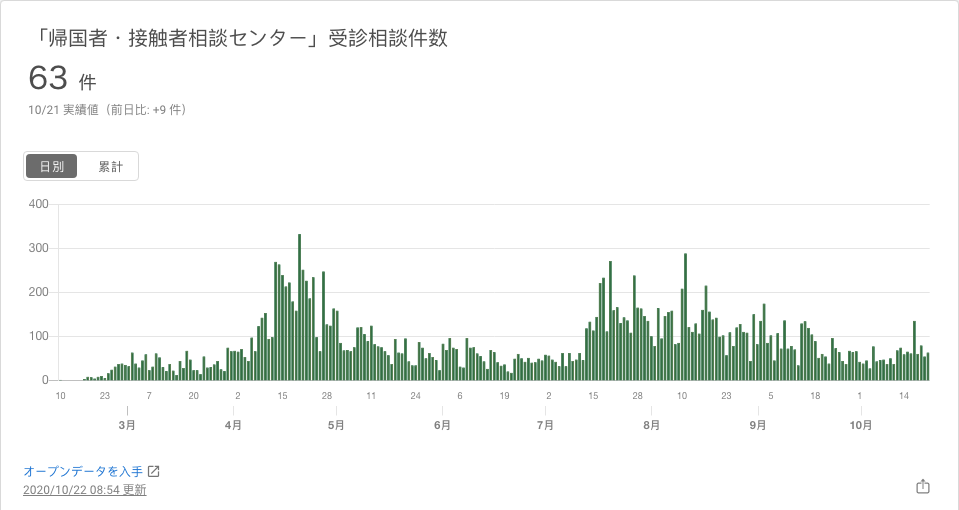 「帰国者・接触者相談センター」受診相談件数
63 件
10/21 実績値（前日比: +9 件）
日別 累計
400
300
200
100
0
10 23 7 20 2 15 28 11 24 6 19 2 15 28 10 23 5 18 1 14
3月 4月 5月 6月 7月 8月 9月 10月
オープンデータを入手
2020/10/22 08:54 更新